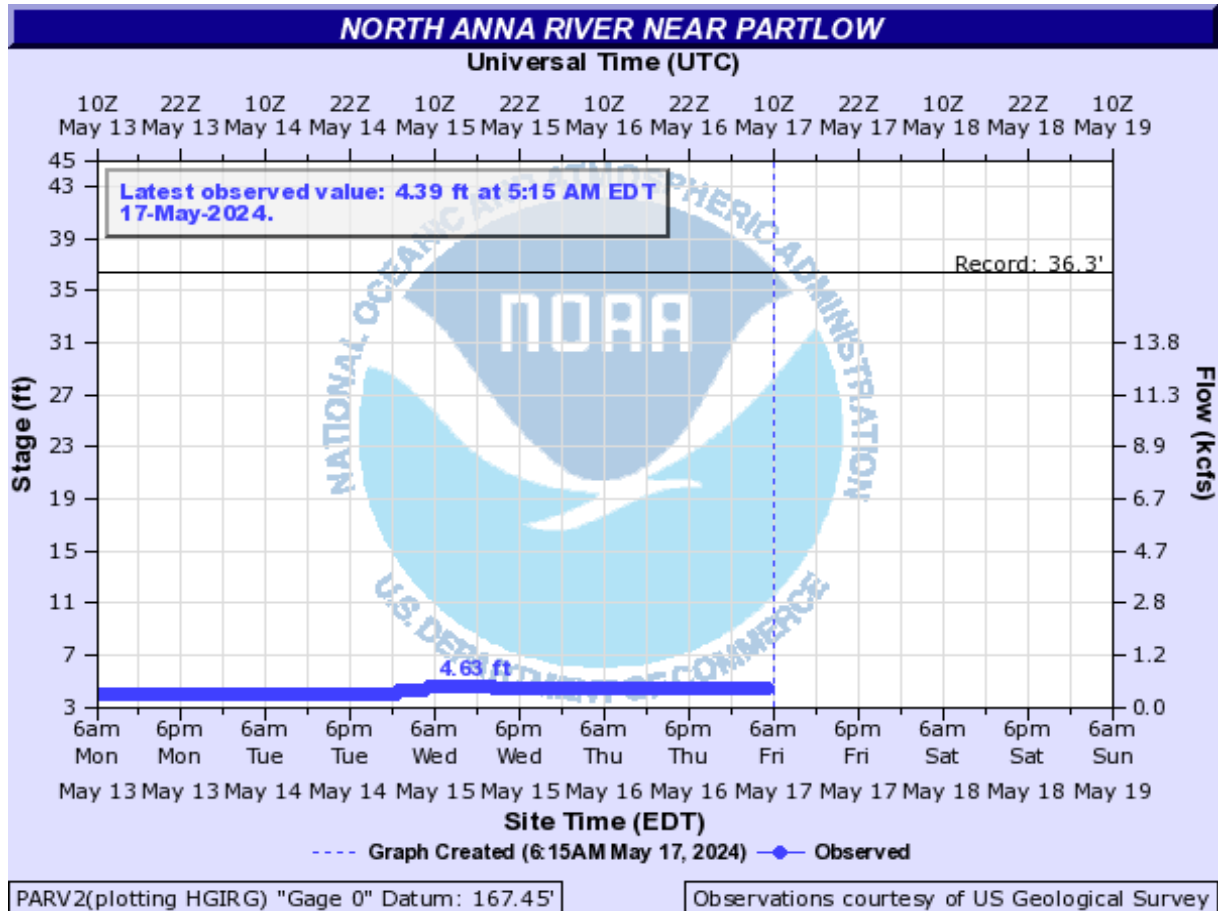 NORTH ANNA RIVER NEAR PARTLOW
Universal Time (UTC)
10Z 22Z 10Z 22Z 10Z 22Z 10Z 22Z 10Z 22Z 10Z 22Z 10Z
May 13 May 13 May 14 May 14 May 15 May 15 May 16 May 16 May 17 May 17 May 18 May 18 May 19
Latest observed value: 4.39 ft at 5:15 AM EDT
17-May-2024.
Record: 36.3'
Stage (ft)
45
43
39
35
31
27
23
19
15
11
7
3
NATIONAL OCEANIC AND ATMOSPHERIC ADMINISTRATION
NOAA
U.S. DEPARTMENT OF COMMERCE
4.63 ft
Flow (kcfs)
13.8
11.3
8.9
6.7
4.7
2.8
1.2
0.0
6am 6pm 6am 6pm 6am 6pm 6am 6pm 6am 6pm 6am 6pm 6am
Mon Mon Tue Tue Wed Wed Thu Thu Fri Fri Sat Sat Sun
May 13 May 13 May 14 May 14 May 15 May 15 May 16 May 16 May 17 May 17 May 18 May 18 May 19
Site Time (EDT)
---- Graph Created (6:15AM May 17, 2024) Observed
PARV2(plotting HGIRG) "Gage 0" Datum: 167.45'
Observations courtesy of US Geological Survey